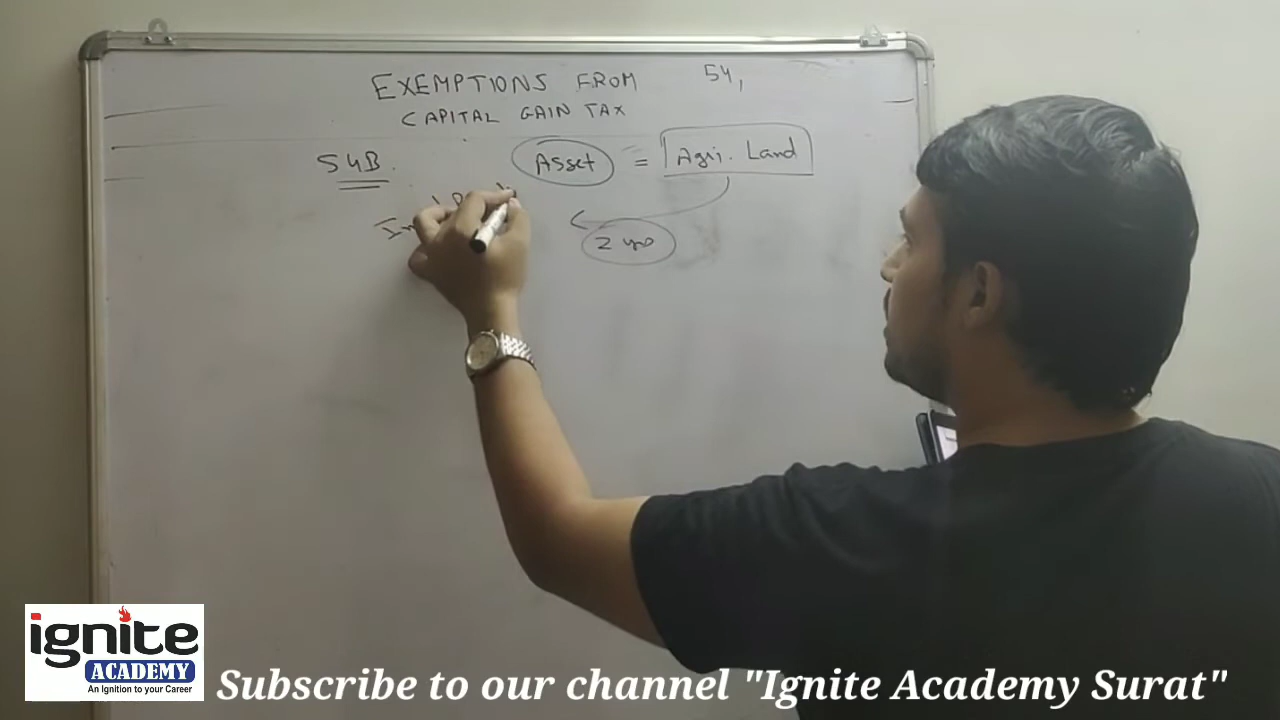 EXEMPTIONS FROM 54,
CAPITAL GAIN TAX
54B. Asset = Agri. Land
2 yrs
ignite
ACADEMY
An Ignition to your Career
Subscribe to our channel "Ignite Academy Surat"